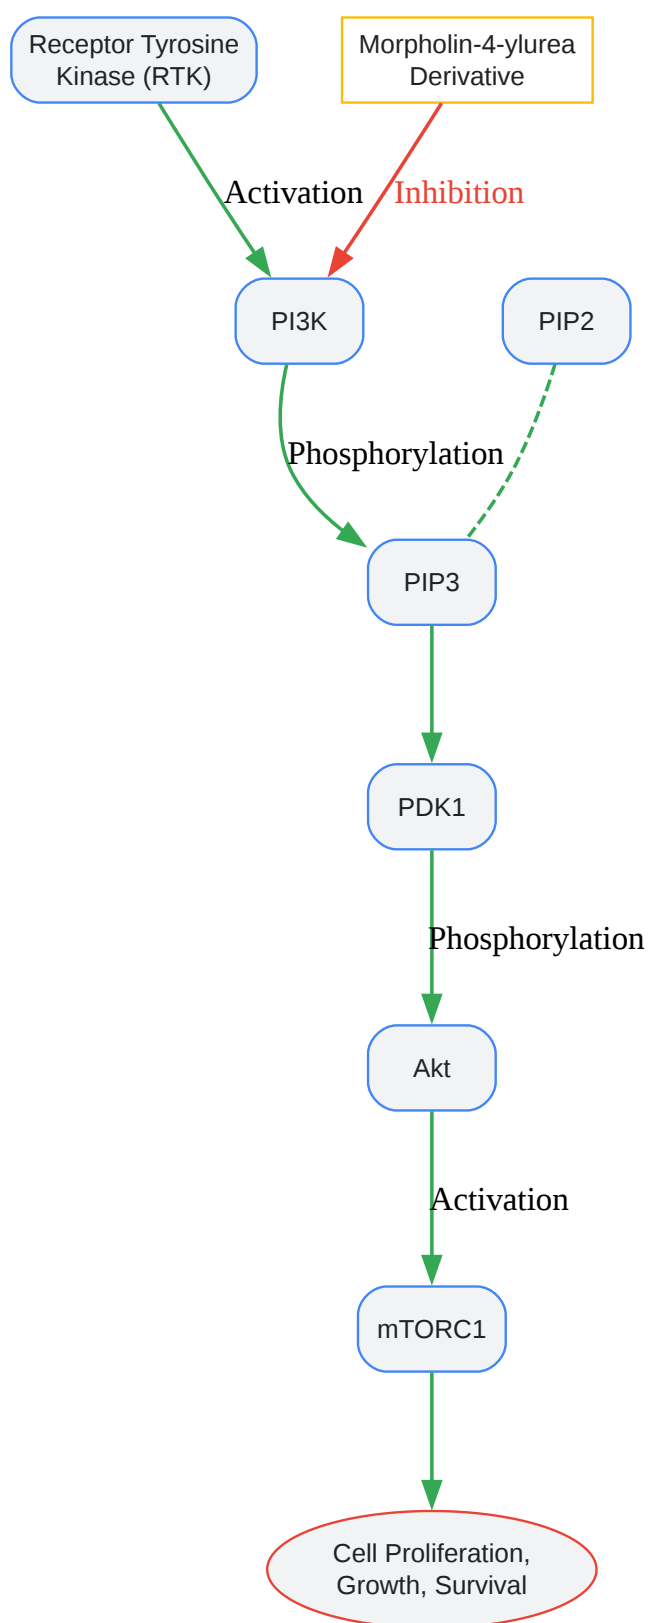 Receptor Tyrosine
Kinase (RTK)
Morpholin-4-ylurea
Derivative
Activation
Inhibition
PI3K
PIP2
Phosphorylation
PIP3
PDK1
Phosphorylation
Akt
Activation
mTORC1
Cell Proliferation,
Growth, Survival